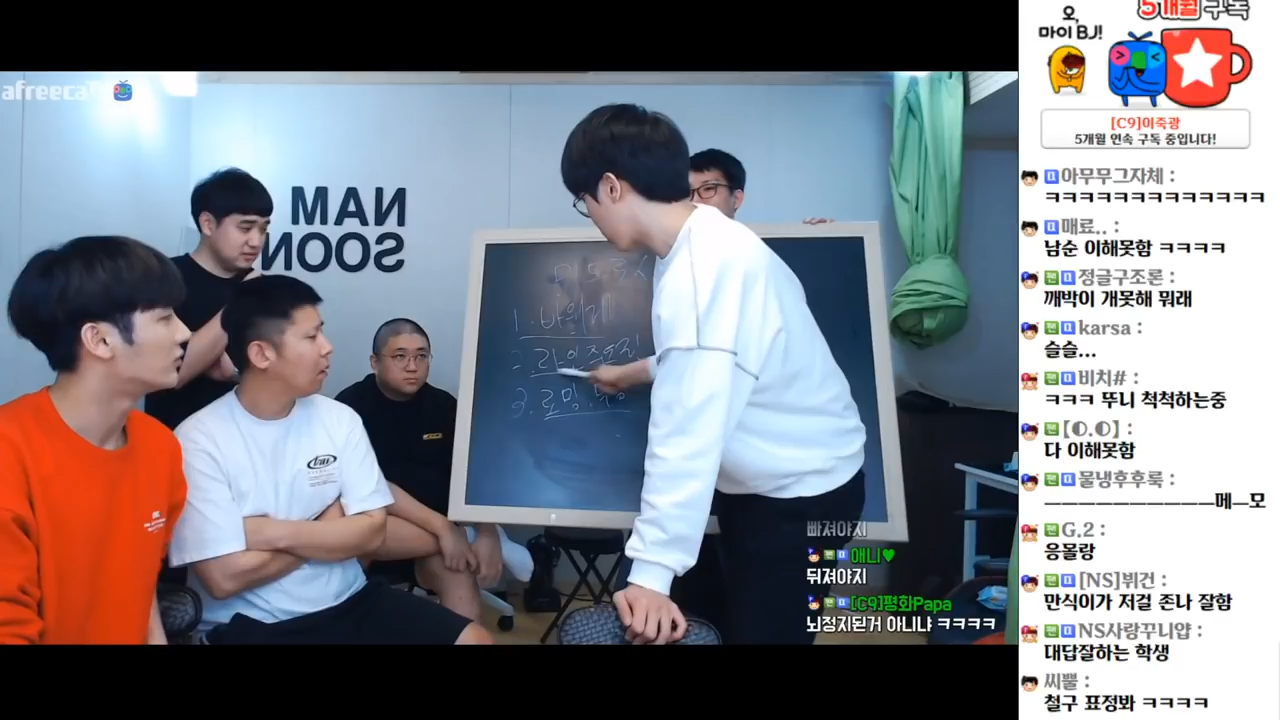 afreecaTV
NAM
SOON
미드로시
1. 바위게
2. 라인주도권
3. 로밍.
빠져야지
애니♥
뒤져야지
[C9]평화Papa
뇌정지된거 아니냐 ㅋㅋㅋㅋ
5개월 구독
오,
마이 BJ!
[C9]이죽광
5개월 연속 구독 중입니다!
아무무그자체 :
ㅋㅋㅋㅋㅋㅋㅋㅋㅋㅋㅋㅋㅋ
매료.. :
남순 이해못함 ㅋㅋㅋㅋ
정글구조론 :
깨박이 개못해 뭐래
karsa :
슬슬...
비치# :
ㅋㅋㅋ 뚜니 척척하는중
【◐.◐】 :
다 이해못함
물냉후후룩 :
ㅡㅡㅡㅡㅡㅡㅡㅡㅡㅡ메ㅡ모
G.2 :
응몰랑
[NS]뷔건 :
만식이가 저걸 존나 잘함
NS사랑꾸니얍 :
대답잘하는 학생
씨뿔 :
철구 표정봐 ㅋㅋㅋㅋ